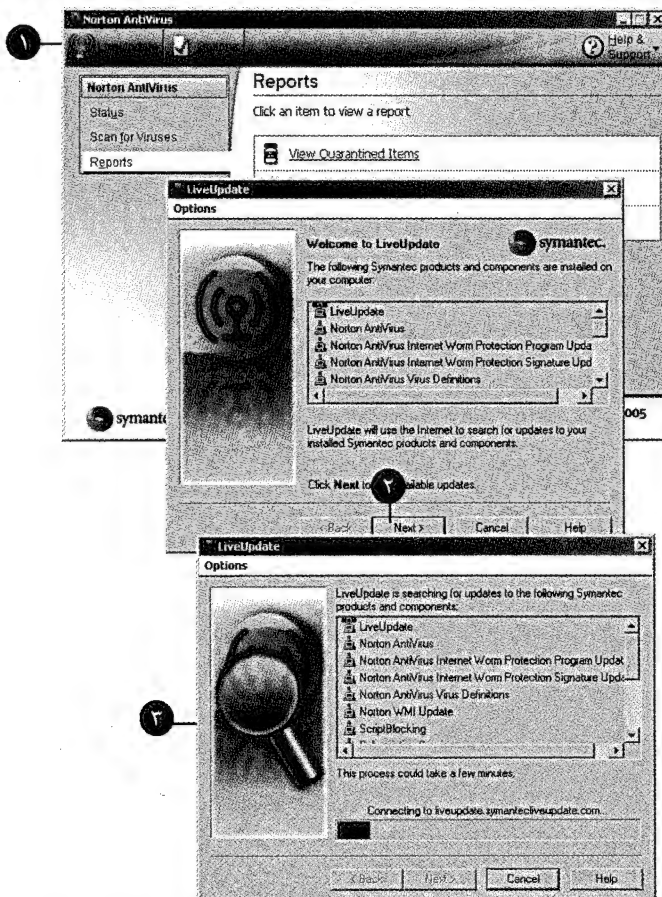 Norton AntiVirus
١
LiveUpdate
Help &
Support
Norton AntiVirus
Status
Scan for Viruses
Reports
Reports
Click an item to view a report
View Quarantined Items
symante
005
LiveUpdate
Options
Welcome to LiveUpdate
symantec.
The following Symantec products and components are installed on
your computer:
LiveUpdate
Norton AntiVirus
Norton AntiVirus Internet Worm Protection Program Upda
Norton AntiVirus Internet Worm Protection Signature Upd
Norton AntiVirus Virus Definitions
LiveUpdate will use the Internet to search for updates to your
installed Symantec products and components.
Click Next to available updates.
٢
< Back Next > Cancel Help
LiveUpdate
Options
LiveUpdate is searching for updates to the following Symantec
products and components:
LiveUpdate
Norton AntiVirus
Norton AntiVirus Internet Worm Protection Program Updat
Norton AntiVirus Internet Worm Protection Signature Upda
Norton AntiVirus Virus Definitions
Norton WMI Update
ScriptBlocking
٣
This process could take a few minutes.
Connecting to liveupdate.symantecliveupdate.com...
< Back Next > Cancel Help